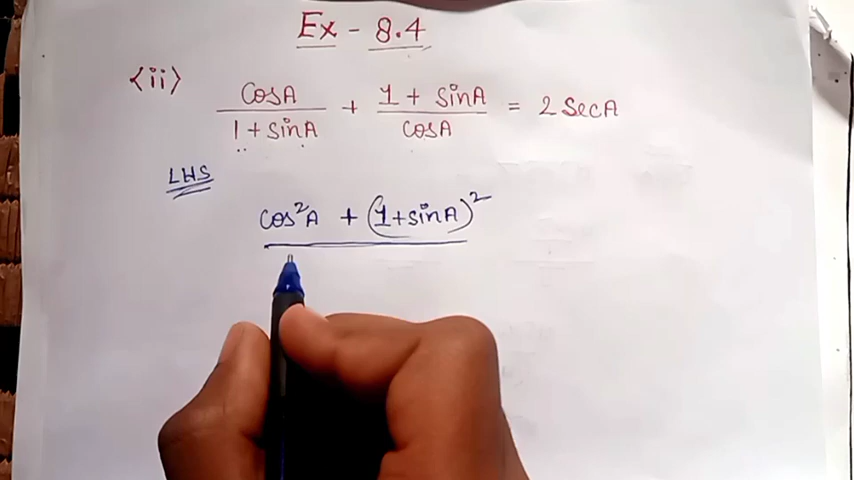 Ex - 8.4
<ii> cosA / 1 + sinA + 1 + sinA / cosA = 2 SecA
LHS
cos²A + (1+sinA)²